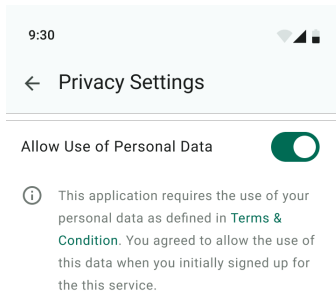 9:30
Privacy Settings
Allow Use of Personal Data
This application requires the use of your
personal data as defined in Terms &
Condition. You agreed to allow the use of
this data when you initially signed up for
the this service.